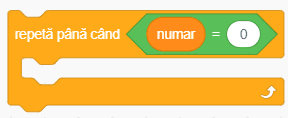 repetă până când numar = 0